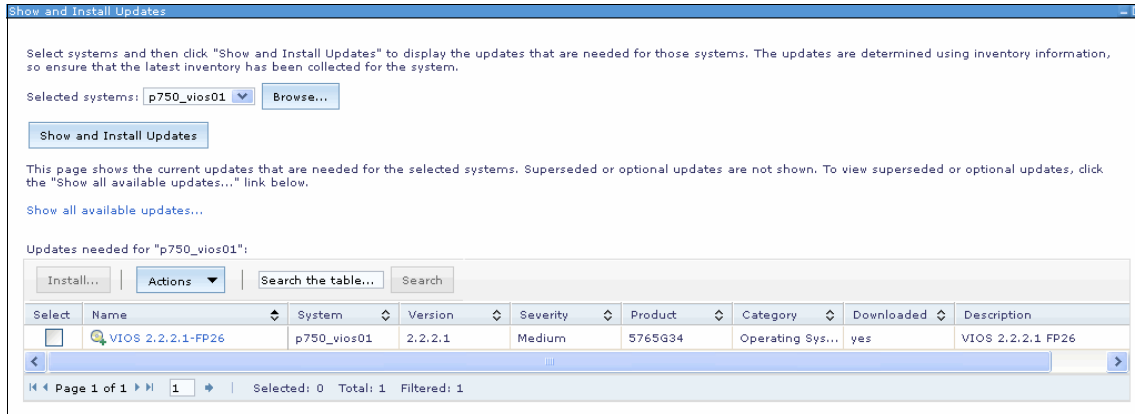 Show and Install Updates
Select systems and then click "Show and Install Updates" to display the updates that are needed for those systems. The updates are determined using inventory information,
so ensure that the latest inventory has been collected for the system.
Selected systems: p750_vios01 Browse...
Show and Install Updates
This page shows the current updates that are needed for the selected systems. Superseded or optional updates are not shown. To view superseded or optional updates, click
the "Show all available updates..." link below.
Show all available updates...
Updates needed for "p750_vios01":
Install... Actions Search the table... Search
Select Name System Version Severity Product Category Downloaded Description
VIOS 2.2.2.1-FP26 p750_vios01 2.2.2.1 Medium 5765G34 Operating Sys... yes VIOS 2.2.2.1 FP26
Page 1 of 1 1 Selected: 0 Total: 1 Filtered: 1